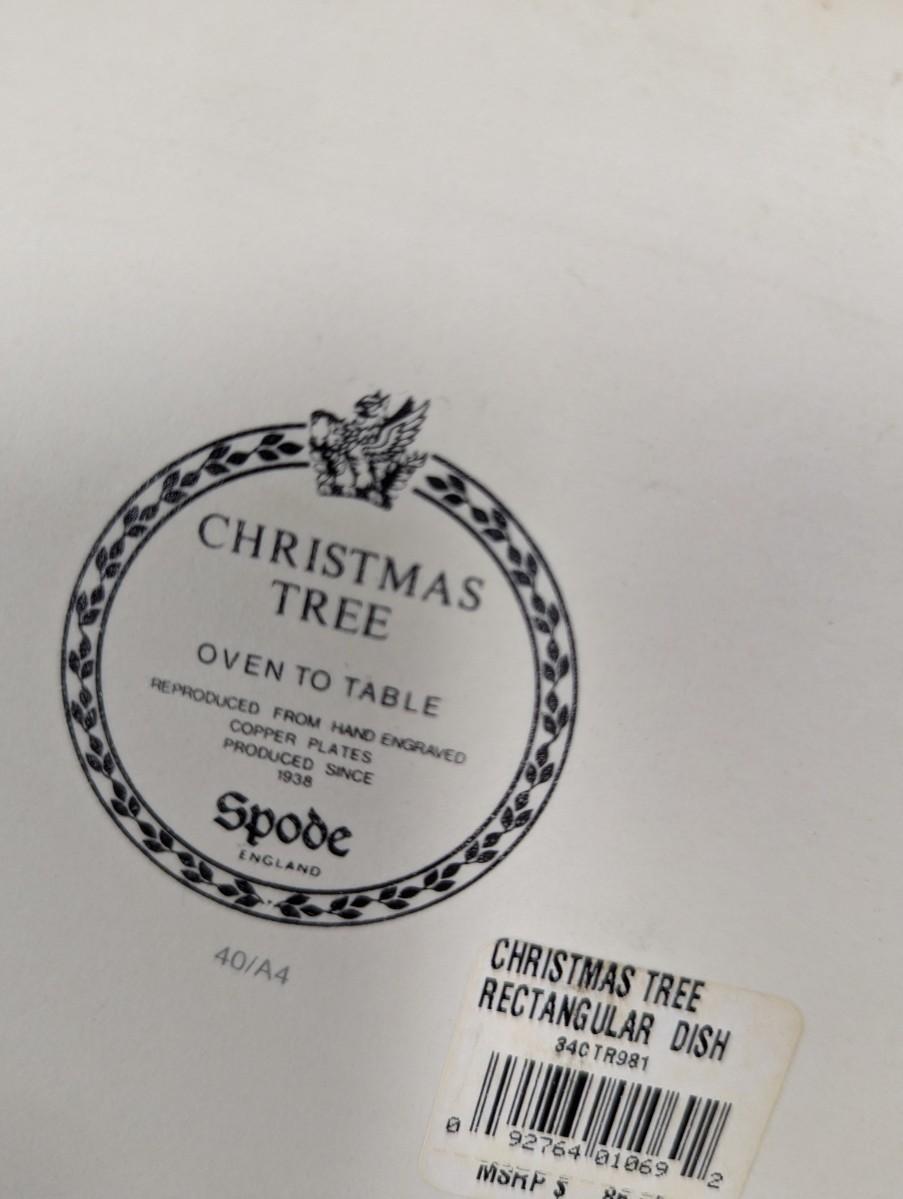 CHRISTMAS
TREE
OVEN TO TABLE
REPRODUCED FROM HAND ENGRAVED
COPPER PLATES
PRODUCED SINCE
1938
Spode
ENGLAND
40/A4
CHRISTMAS TREE
RECTANGULAR DISH
34CTR981
0 92764 01069 2
MSRP $